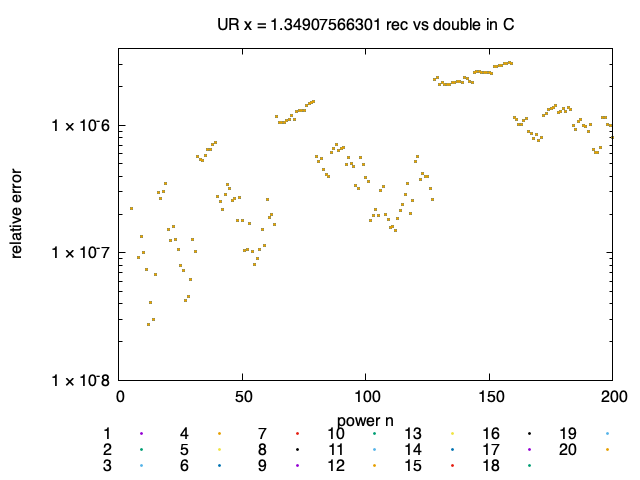 UR x = 1.34907566301 rec vs double in C
relative error
1 × 10-6
1 × 10-7
1 × 10-8
0 50 100 150 200
power n
1 4 7 10 13 16 19
2 5 8 11 14 17 20
3 6 9 12 15 18